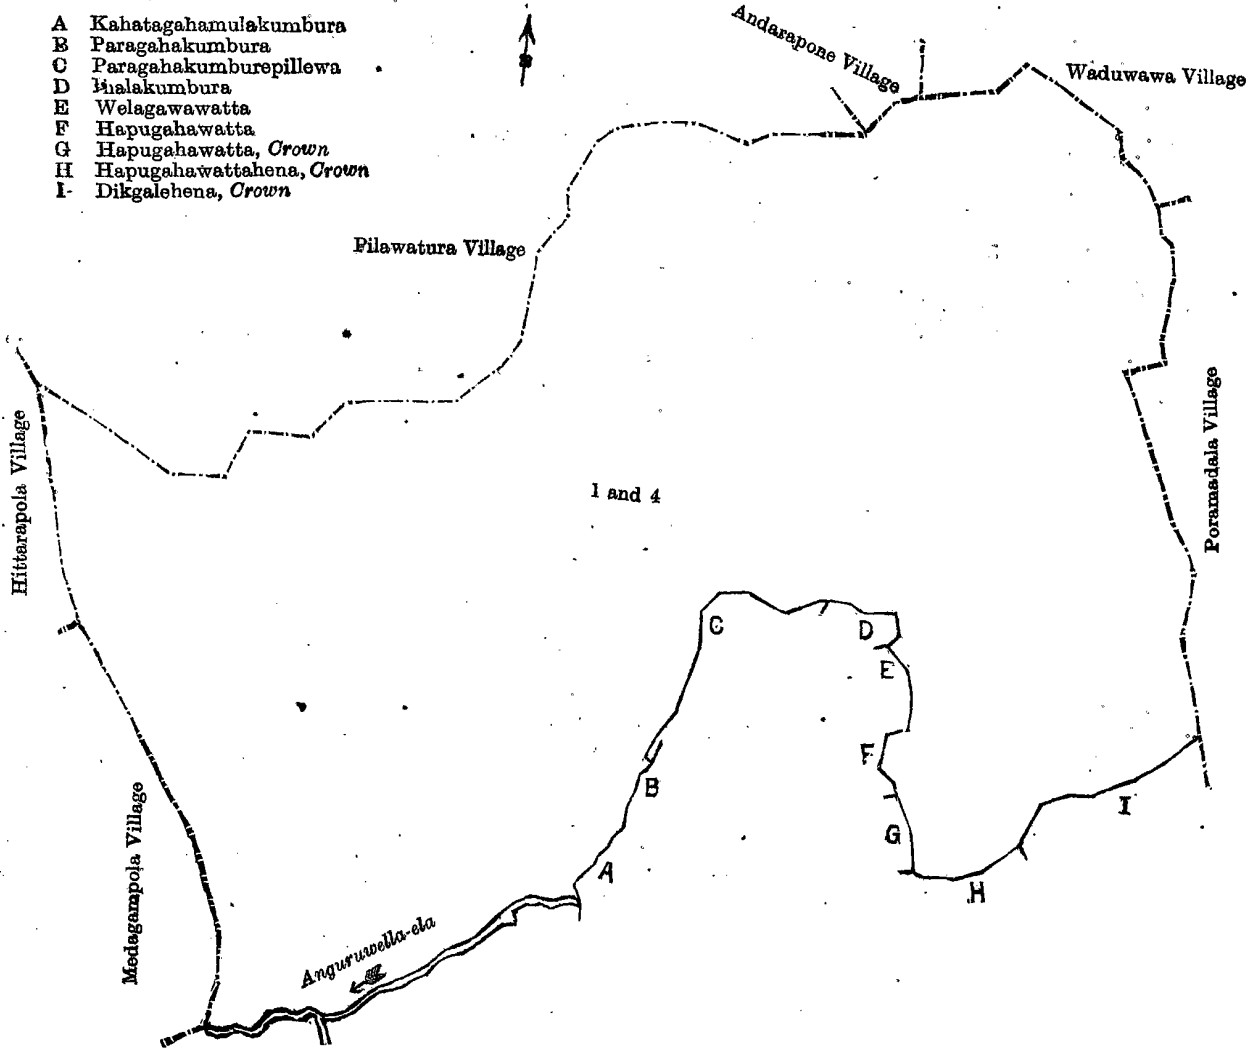 A Kahatagahamulakumbura
B Paragahakumbura
C Paragahakumburepillewa
D
E Welagawawatta
F Hapugahawatta
G Hapugahawatta, Crown
H Hapugahawattahena, Crown
I Dikgalehena, Crown
Andarapone Village
Waduwawa Village
Pilawatura Village
Hittarapola Village
Poramadala Village
1 and 4
C
D
E
F
B
I
G
A
H
Medagampola Village
Anguruwella-ela